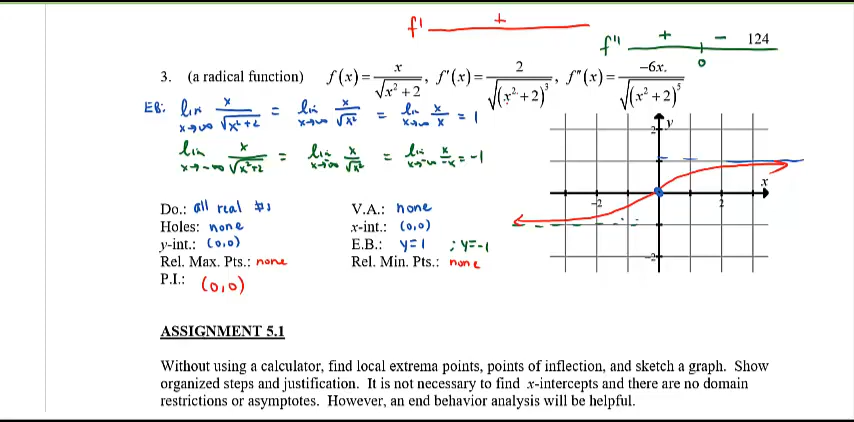 f' +
f'' + - 124
0
3. (a radical function) f(x) = x/√(x²+2), f'(x) = 2/√((x²+2)³), f''(x) = -6x./√((x²+2)⁵)
EB: lim x→∞ x/√(x²+2) = lim x→∞ x/√(x²) = lim x→∞ x/x = 1
lim x→-∞ x/√(x²+2) = lim x→-∞ x/√(x²) = lim x→-∞ x/-x = -1
2 y
x
-2 2
-2
Do.: all real #s V.A.: none
Holes: none x-int.: (0,0)
y-int.: (0,0) E.B.: y=1 ; y=-1
Rel. Max. Pts.: none Rel. Min. Pts.: none
P.I.: (0,0)
ASSIGNMENT 5.1
Without using a calculator, find local extrema points, points of inflection, and sketch a graph. Show
organized steps and justification. It is not necessary to find x-intercepts and there are no domain
restrictions or asymptotes. However, an end behavior analysis will be helpful.